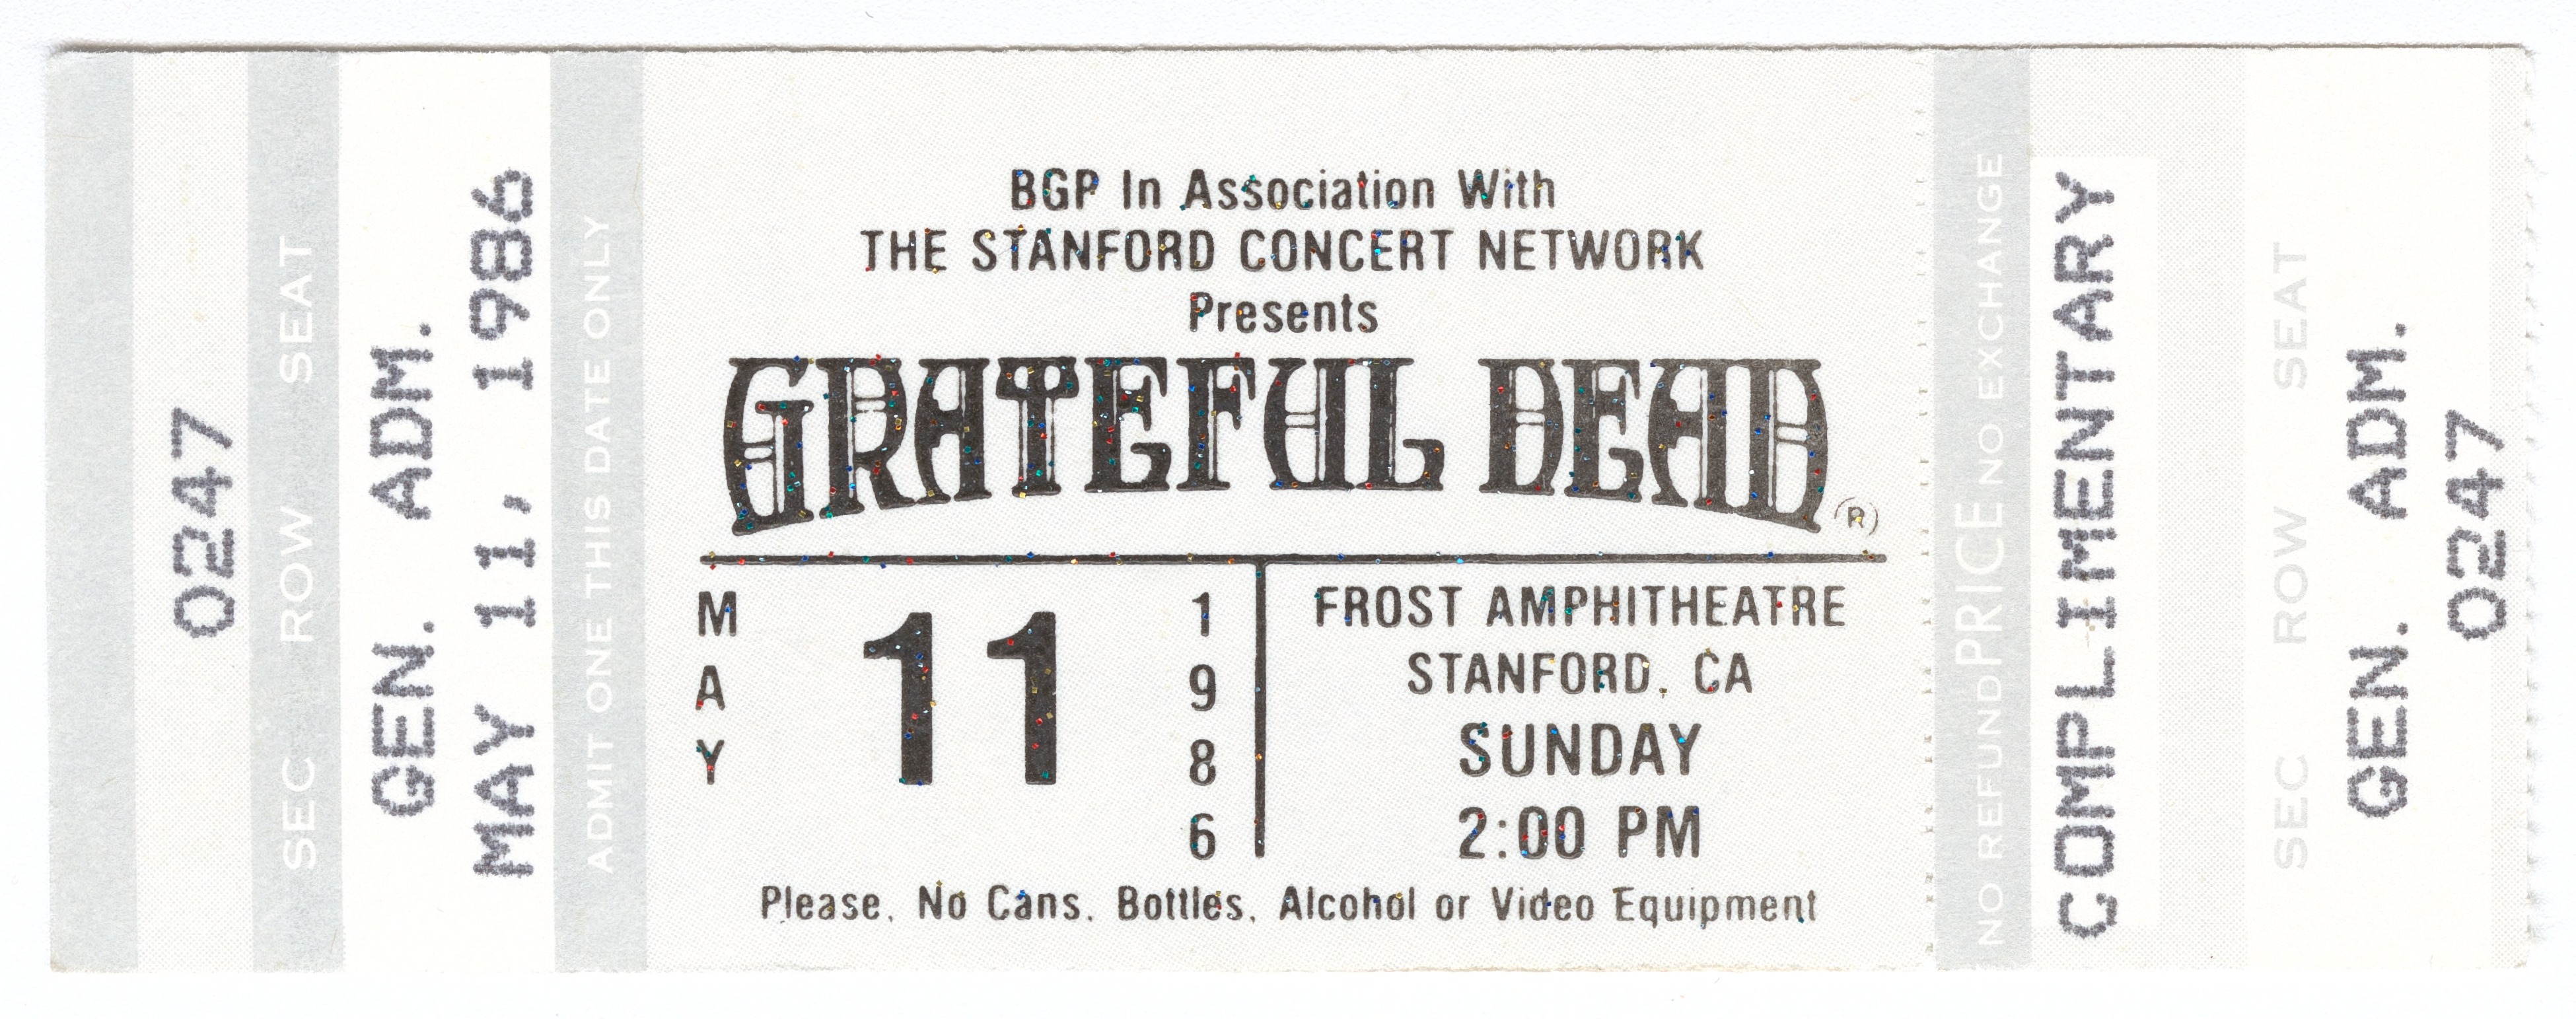 0247
SEC ROW SEAT
GEN. ADM.
MAY 11, 1986
ADMIT ONE THIS DATE ONLY
BGP In Association With
THE STANFORD CONCERT NETWORK
Presents
GRATEFUL DEAD (R)
MAY
11
1986
FROST AMPHITHEATRE
STANFORD, CA
SUNDAY
2:00 PM
Please, No Cans, Bottles, Alcohol or Video Equipment
NO REFUND PRICE NO EXCHANGE
COMPLIMENTARY
SEC ROW SEAT
GEN. ADM.
0247